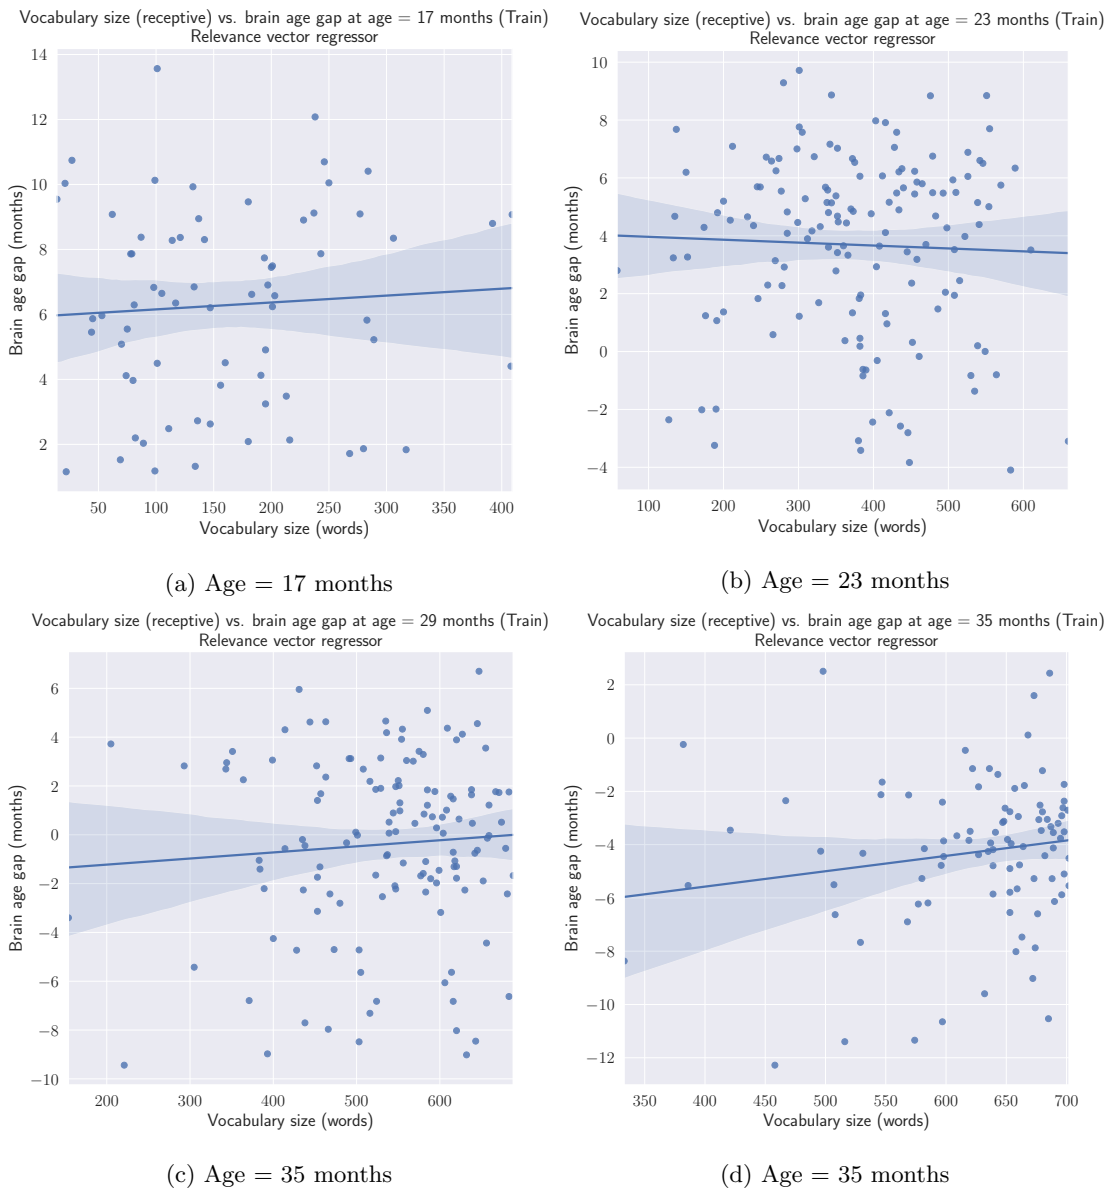 Vocabulary size (receptive) vs. brain age gap at age = 17 months (Train)
Relevance vector regressor
14
12
10
8
6
4
2
Brain age gap (months)
50 100 150 200 250 300 350 400
Vocabulary size (words)
(a) Age = 17 months
Vocabulary size (receptive) vs. brain age gap at age = 23 months (Train)
Relevance vector regressor
10
8
6
4
2
0
−2
−4
Brain age gap (months)
100 200 300 400 500 600
Vocabulary size (words)
(b) Age = 23 months
Vocabulary size (receptive) vs. brain age gap at age = 29 months (Train)
Relevance vector regressor
6
4
2
0
−2
−4
−6
−8
−10
Brain age gap (months)
200 300 400 500 600
Vocabulary size (words)
(c) Age = 35 months
Vocabulary size (receptive) vs. brain age gap at age = 35 months (Train)
Relevance vector regressor
2
0
−2
−4
−6
−8
−10
−12
Brain age gap (months)
350 400 450 500 550 600 650 700
Vocabulary size (words)
(d) Age = 35 months